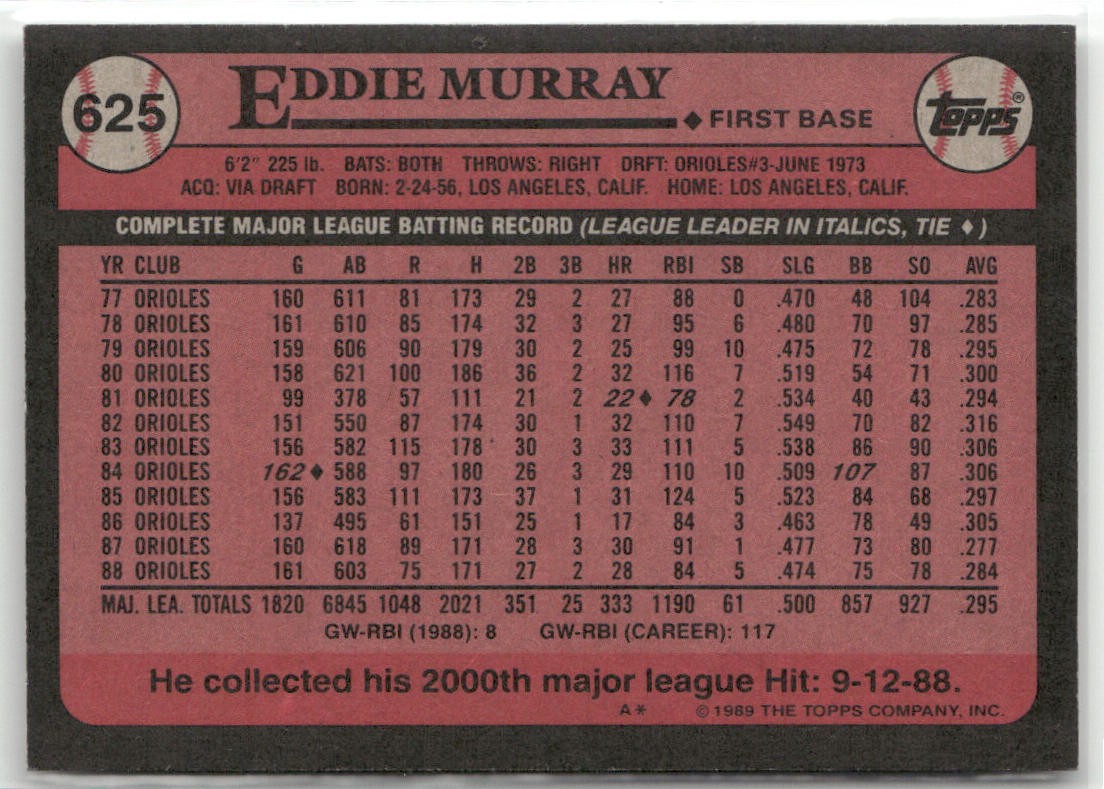 625
EDDIE MURRAY
♦ FIRST BASE
TOPPS®
6'2" 225 lb. BATS: BOTH THROWS: RIGHT DRFT: ORIOLES#3-JUNE 1973
ACQ: VIA DRAFT BORN: 2-24-56, LOS ANGELES, CALIF. HOME: LOS ANGELES, CALIF.
COMPLETE MAJOR LEAGUE BATTING RECORD (LEAGUE LEADER IN ITALICS, TIE ♦)
YR CLUB G AB R H 2B 3B HR RBI SB SLG BB SO AVG
77 ORIOLES 160 611 81 173 29 2 27 88 0 .470 48 104 .283
78 ORIOLES 161 610 85 174 32 3 27 95 6 .480 70 97 .285
79 ORIOLES 159 606 90 179 30 2 25 99 10 .475 72 78 .295
80 ORIOLES 158 621 100 186 36 2 32 116 7 .519 54 71 .300
81 ORIOLES 99 378 57 111 21 2 22♦ 78 2 .534 40 43 .294
82 ORIOLES 151 550 87 174 30 1 32 110 7 .549 70 82 .316
83 ORIOLES 156 582 115 178 30 3 33 111 5 .538 86 90 .306
84 ORIOLES 162♦ 588 97 180 26 3 29 110 10 .509 107 87 .306
85 ORIOLES 156 583 111 173 37 1 31 124 5 .523 84 68 .297
86 ORIOLES 137 495 61 151 25 1 17 84 3 .463 78 49 .305
87 ORIOLES 160 618 89 171 28 3 30 91 1 .477 73 80 .277
88 ORIOLES 161 603 75 171 27 2 28 84 5 .474 75 78 .284
MAJ. LEA. TOTALS 1820 6845 1048 2021 351 25 333 1190 61 .500 857 927 .295
GW-RBI (1988): 8 GW-RBI (CAREER): 117
He collected his 2000th major league Hit: 9-12-88.
A* © 1989 THE TOPPS COMPANY, INC.